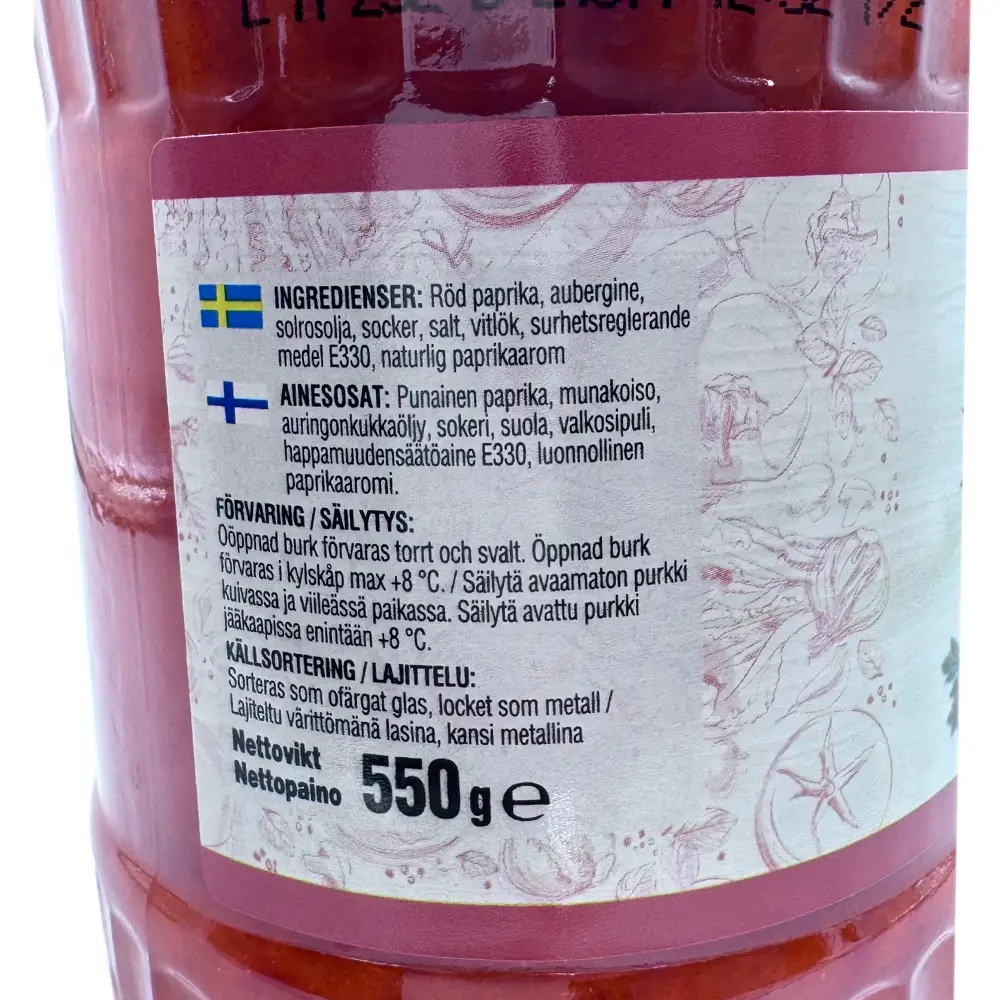 INGREDIENSER: Röd paprika, aubergine,
solrosolja, socker, salt, vitlök, surhetsreglerande
medel E330, naturlig paprikaarom
AINESOSAT: Punainen paprika, munakoiso,
auringonkukkaöljy, sokeri, suola, valkosipuli,
happamuudensäätöaine E330, luonnollinen
paprikaaromi.
FÖRVARING / SÄILYTYS:
Oöppnad burk förvaras torrt och svalt. Öppnad burk
förvaras i kylskåp max +8 °C. / Säilytä avaamaton purkki
kuivassa ja viileässä paikassa. Säilytä avattu purkki
jääkaapissa enintään +8 °C.
KÄLLSORTERING / LAJITTELU:
Sorteras som ofärgat glas, locket som metall /
Lajiteltu värittömänä lasina, kansi metallina
Nettovikt
Nettopaino 550 g e